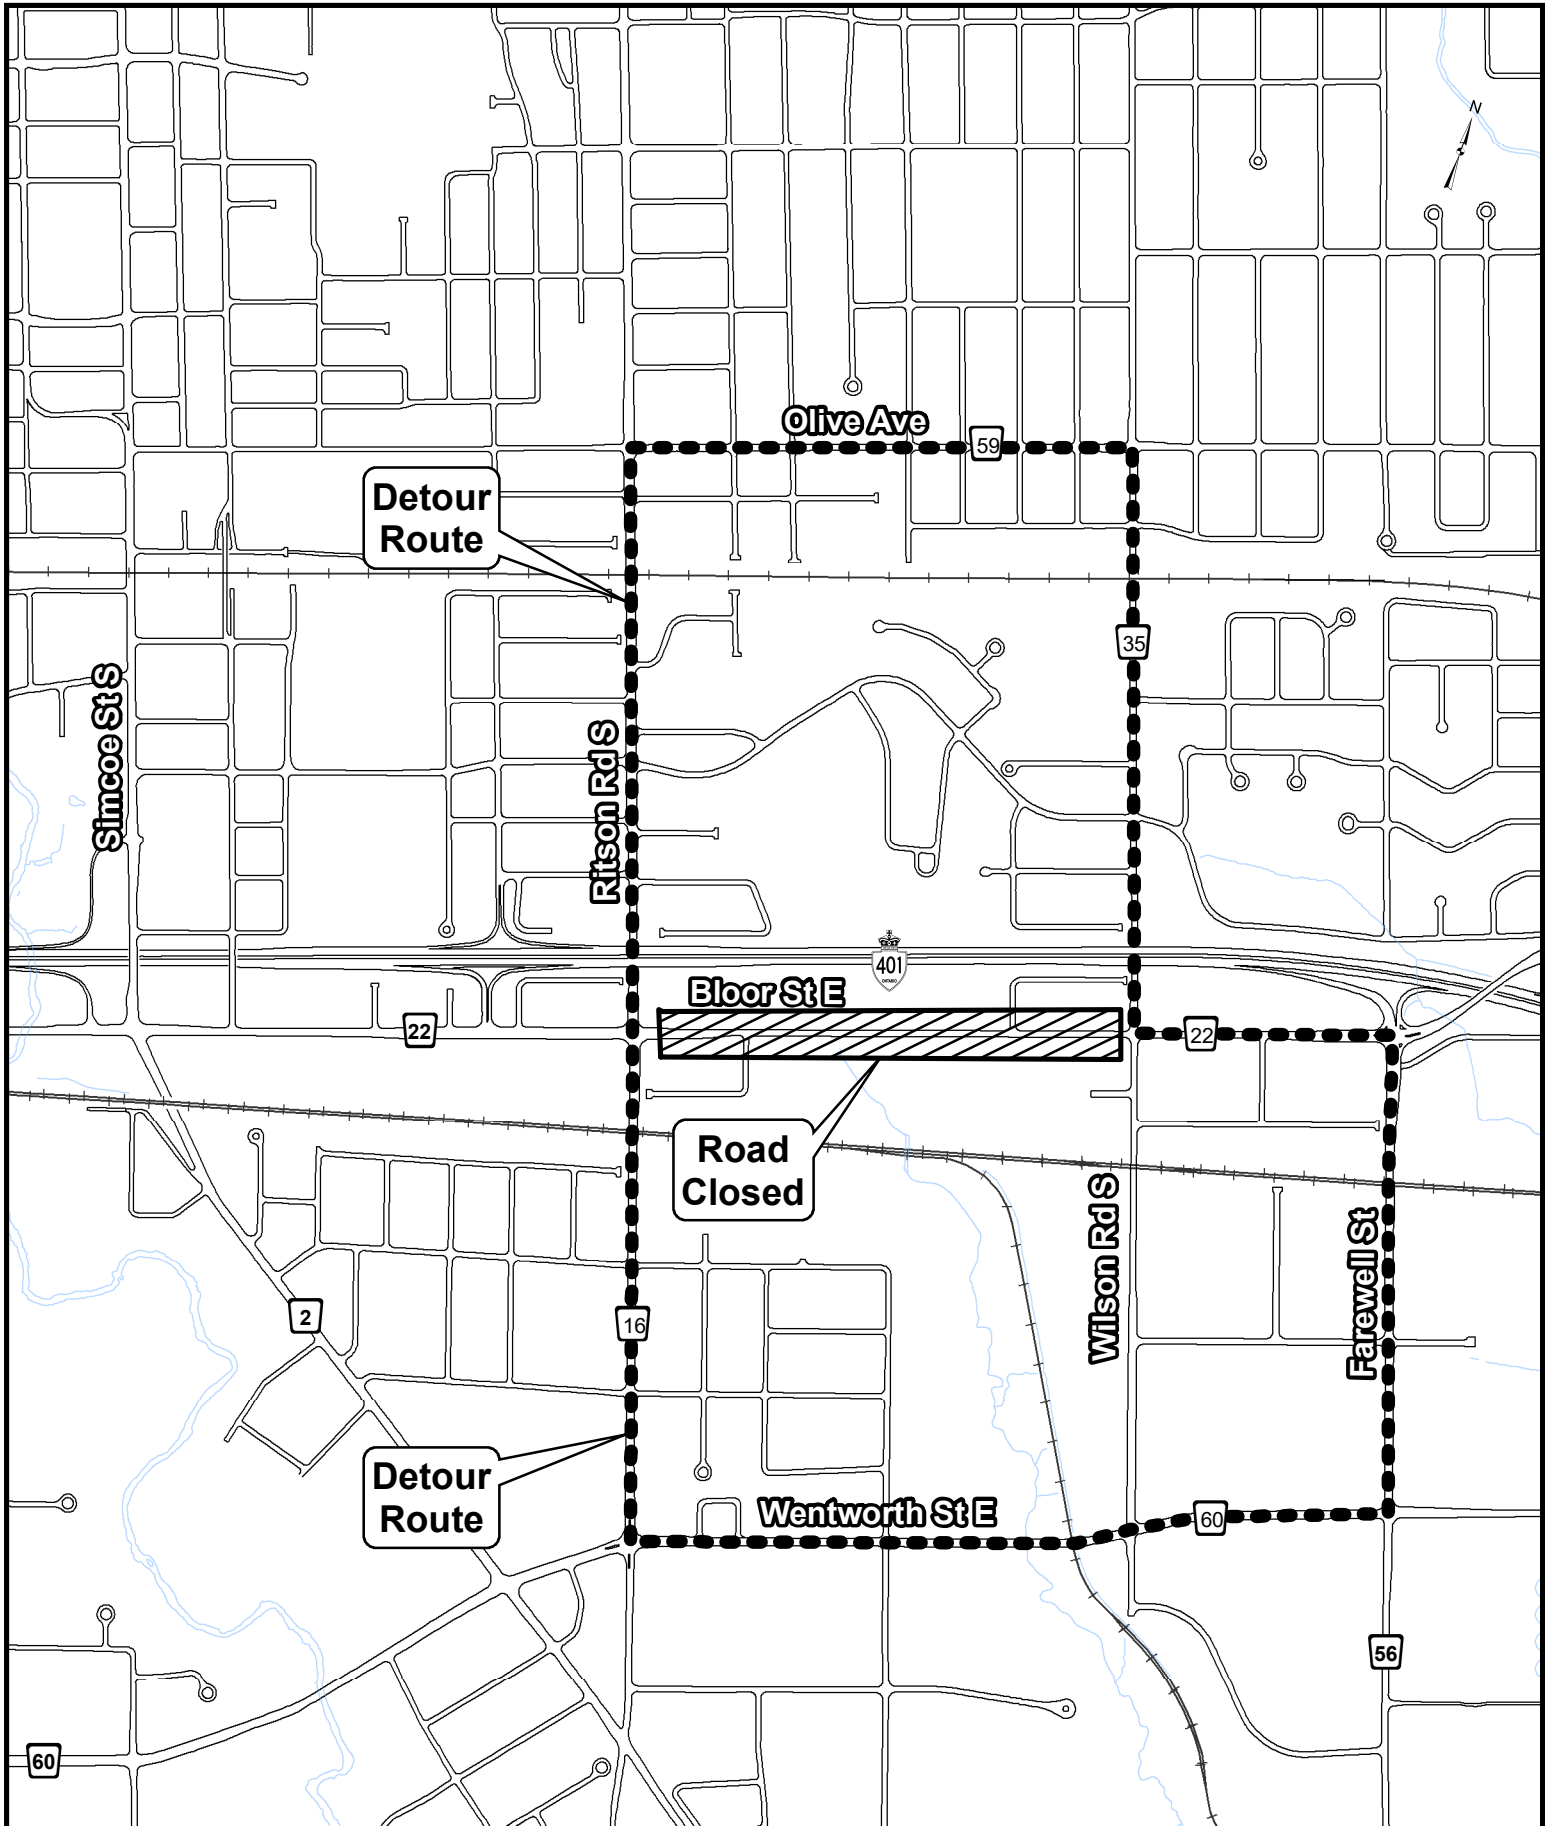 N
Olive Ave
59
Detour
Route
35
Simcoe St S
Ritson Rd S
401
ONTARIO
Bloor St E
22
22
Road
Closed
Wilson Rd S
Farewell St
2
16
Detour
Route
Wentworth St E
60
56
60